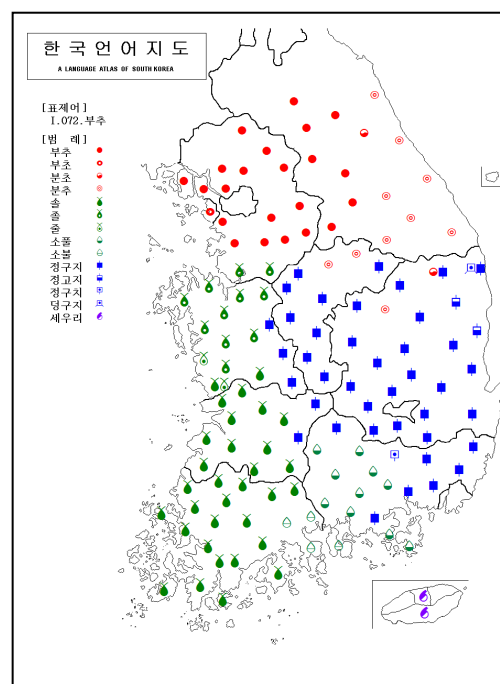 한국언어지도
A LANGUAGE ATLAS OF SOUTH KOREA
[표제어]
I.072.부추
[범 례]
부추
부초
분초
분추
솔
졸
줄
소풀
소불
정구지
정고지
정구치
덩구지
세우리